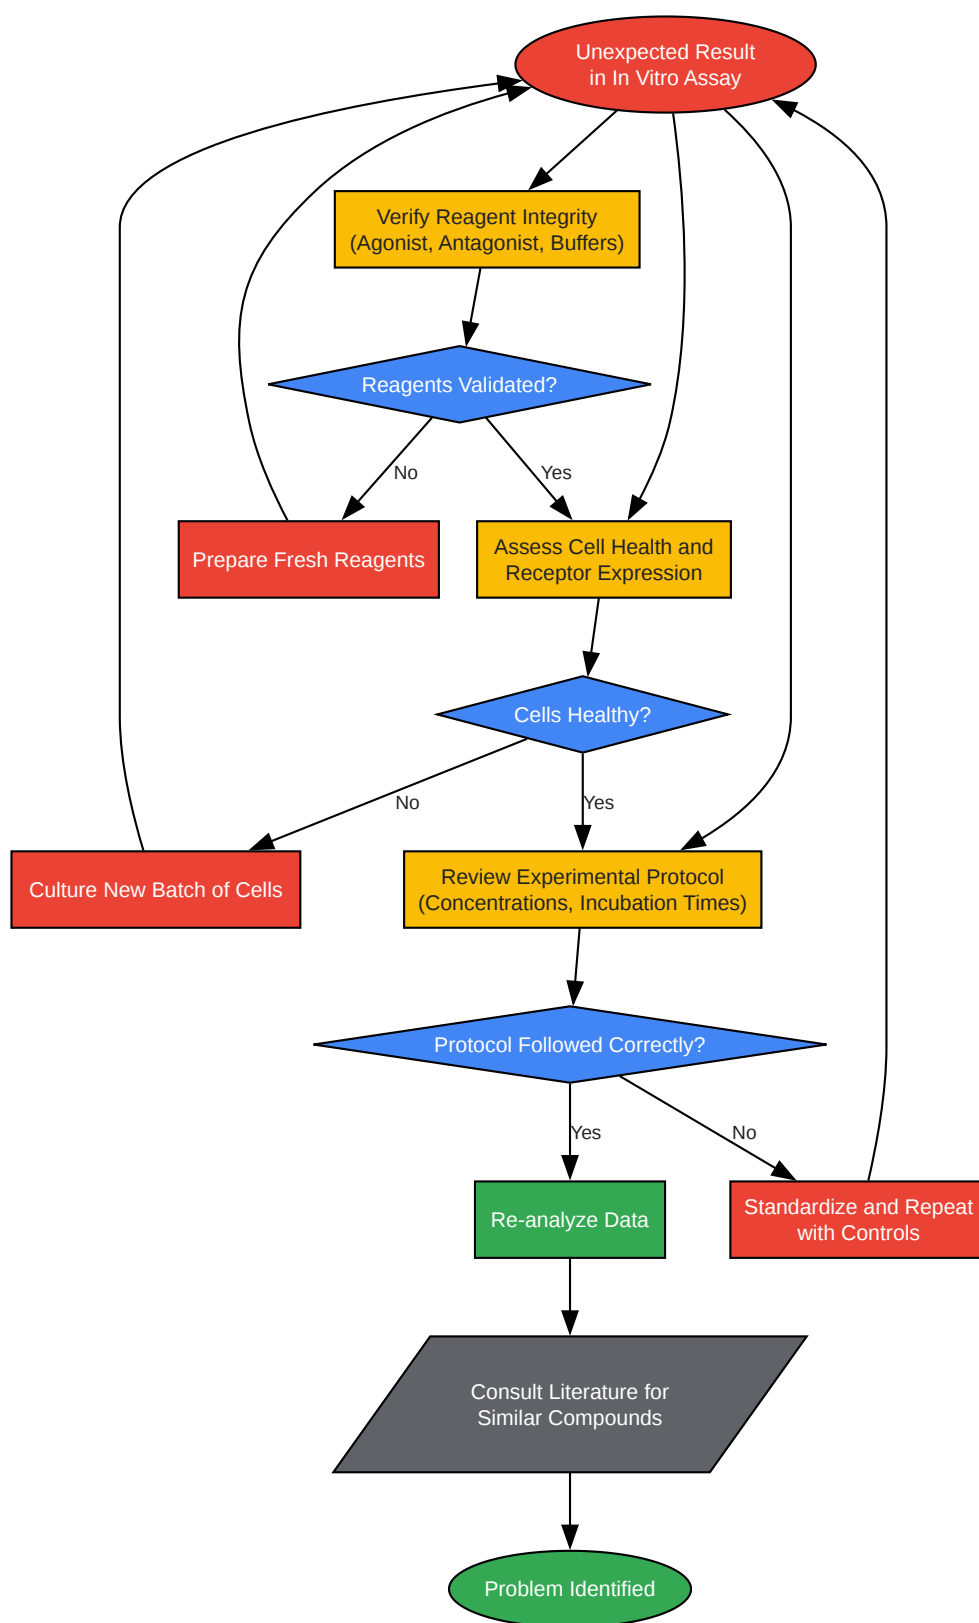 Unexpected Result
in In Vitro Assay
Verify Reagent Integrity
(Agonist, Antagonist, Buffers)
Reagents Validated?
No
Yes
Prepare Fresh Reagents
Assess Cell Health and
Receptor Expression
Cells Healthy?
No
Yes
Culture New Batch of Cells
Review Experimental Protocol
(Concentrations, Incubation Times)
Protocol Followed Correctly?
Yes
No
Re-analyze Data
Standardize and Repeat
with Controls
Consult Literature for
Similar Compounds
Problem Identified